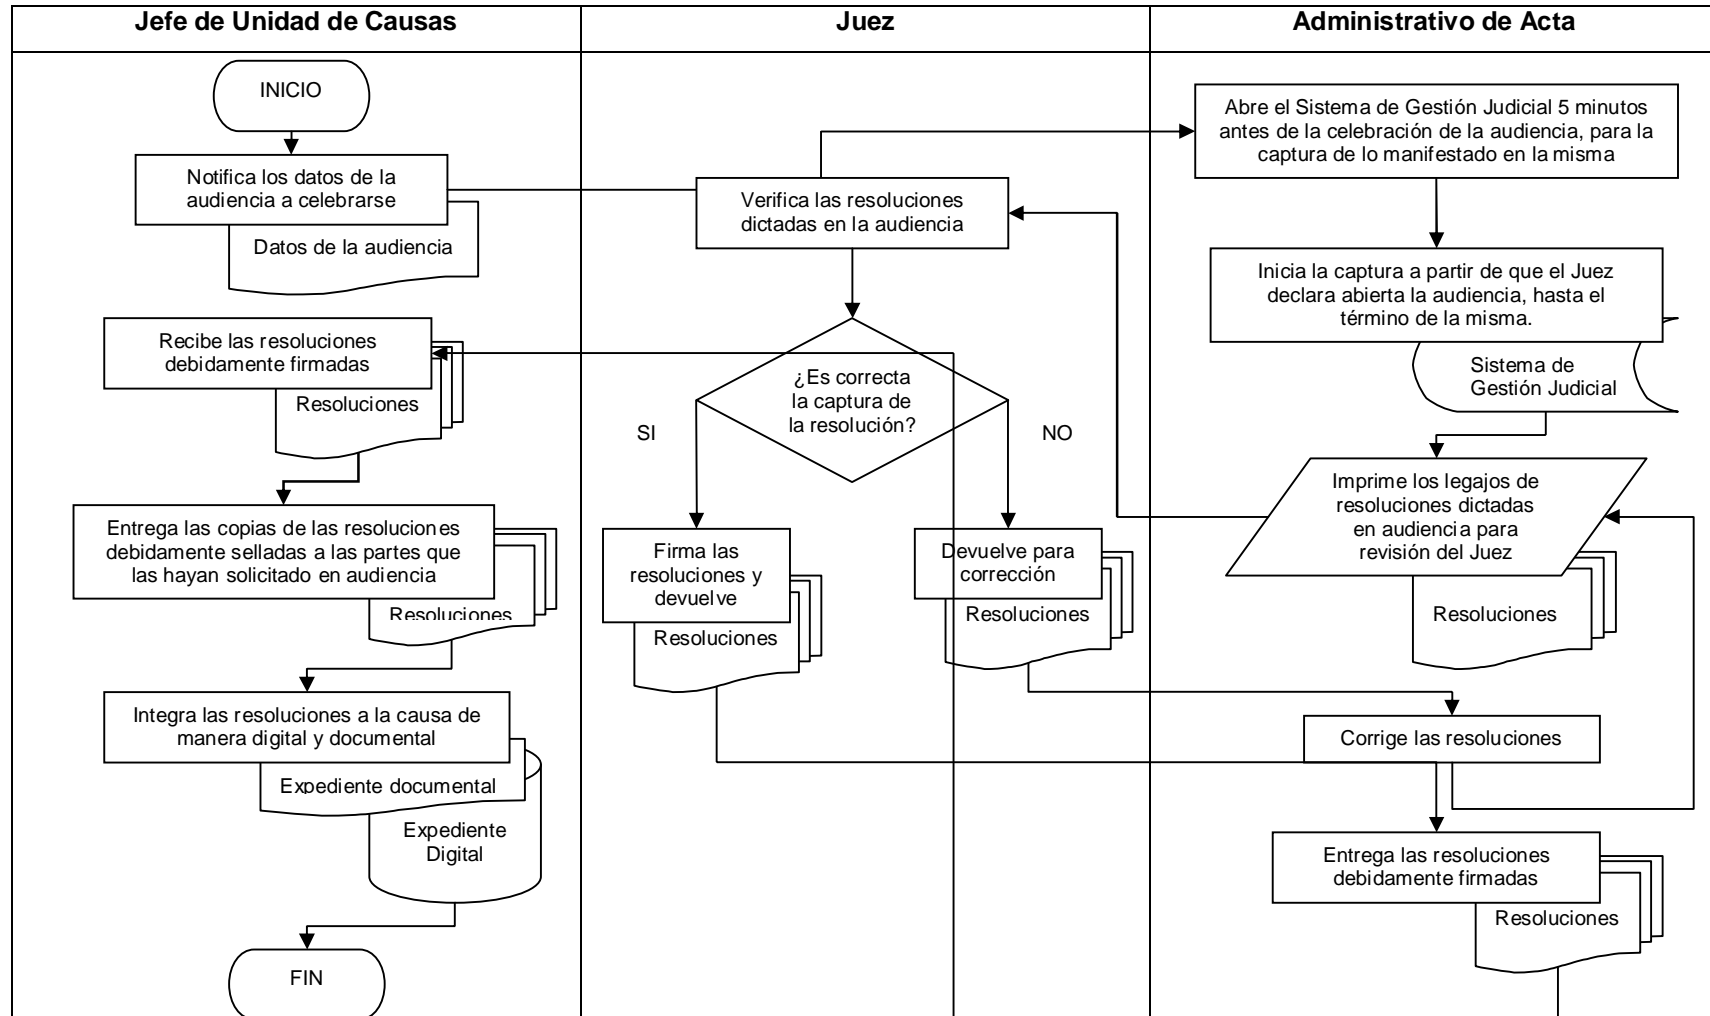 Jefe de Unidad de Causas
Juez
Administrativo de Acta
INICIO
Notifica los datos de la
audiencia a celebrarse
Datos de la audiencia
Recibe las resoluciones
debidamente firmadas
Resoluciones
Entrega las copias de las resoluciones
debidamente selladas a las partes que
las hayan solicitado en audiencia
Resoluciones
Integra las resoluciones a la causa de
manera digital y documental
Expediente documental
Expediente
Digital
FIN
Verifica las resoluciones
dictadas en la audiencia
¿Es correcta
la captura de
la resolución?
SI
NO
Firma las
resoluciones y
devuelve
Resoluciones
Devuelve para
corrección
Resoluciones
Abre el Sistema de Gestión Judicial 5 minutos
antes de la celebración de la audiencia, para la
captura de lo manifestado en la misma
Inicia la captura a partir de que el Juez
declara abierta la audiencia, hasta el
término de la misma.
Sistema de
Gestión Judicial
Imprime los legajos de
resoluciones dictadas
en audiencia para
revisión del Juez
Resoluciones
Corrige las resoluciones
Entrega las resoluciones
debidamente firmadas
Resoluciones